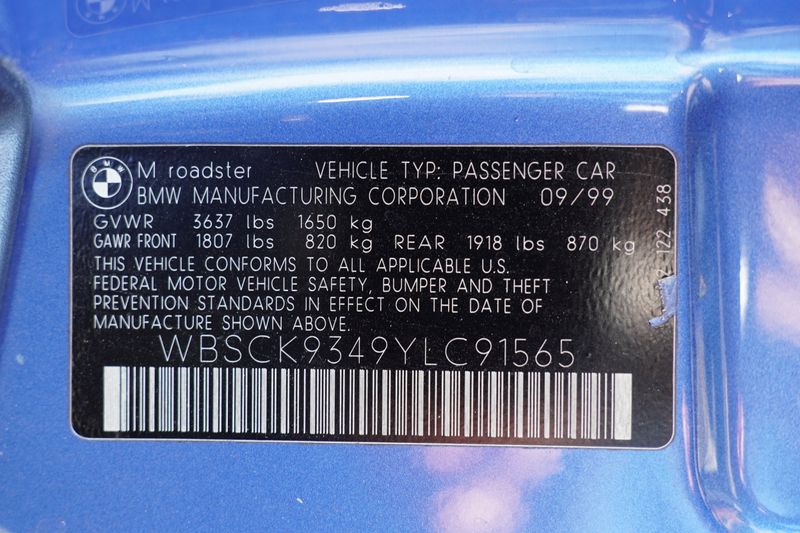 BMW
M roadster VEHICLE TYP: PASSENGER CAR
BMW MANUFACTURING CORPORATION 09/99
GVWR 3637 lbs 1650 kg
GAWR FRONT 1807 lbs 820 kg REAR 1918 lbs 870 kg
THIS VEHICLE CONFORMS TO ALL APPLICABLE U.S.
FEDERAL MOTOR VEHICLE SAFETY, BUMPER AND THEFT
PREVENTION STANDARDS IN EFFECT ON THE DATE OF
MANUFACTURE SHOWN ABOVE.
WBSCK9349YLC91565
122 438